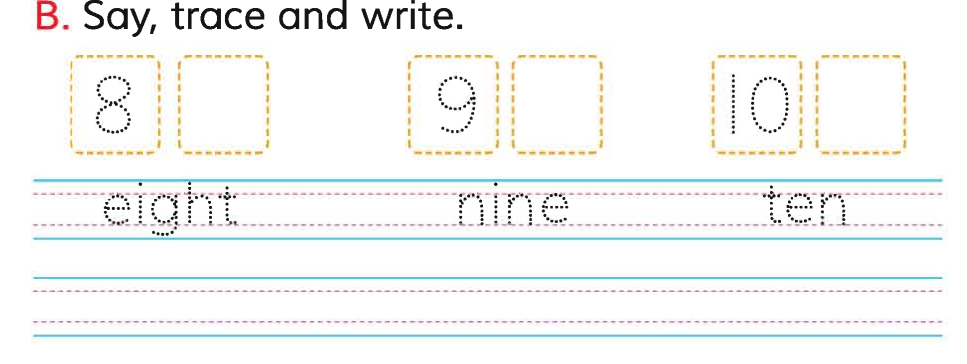 B. Say, trace and write.
8 9 10
eight nine ten